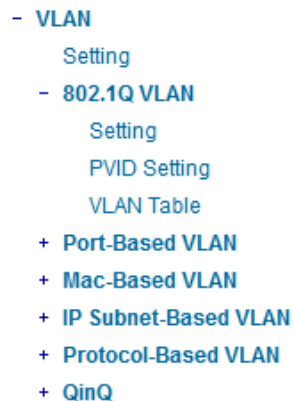 - VLAN
Setting
- 802.1Q VLAN
Setting
PVID Setting
VLAN Table
+ Port-Based VLAN
+ Mac-Based VLAN
+ IP Subnet-Based VLAN
+ Protocol-Based VLAN
+ QinQ